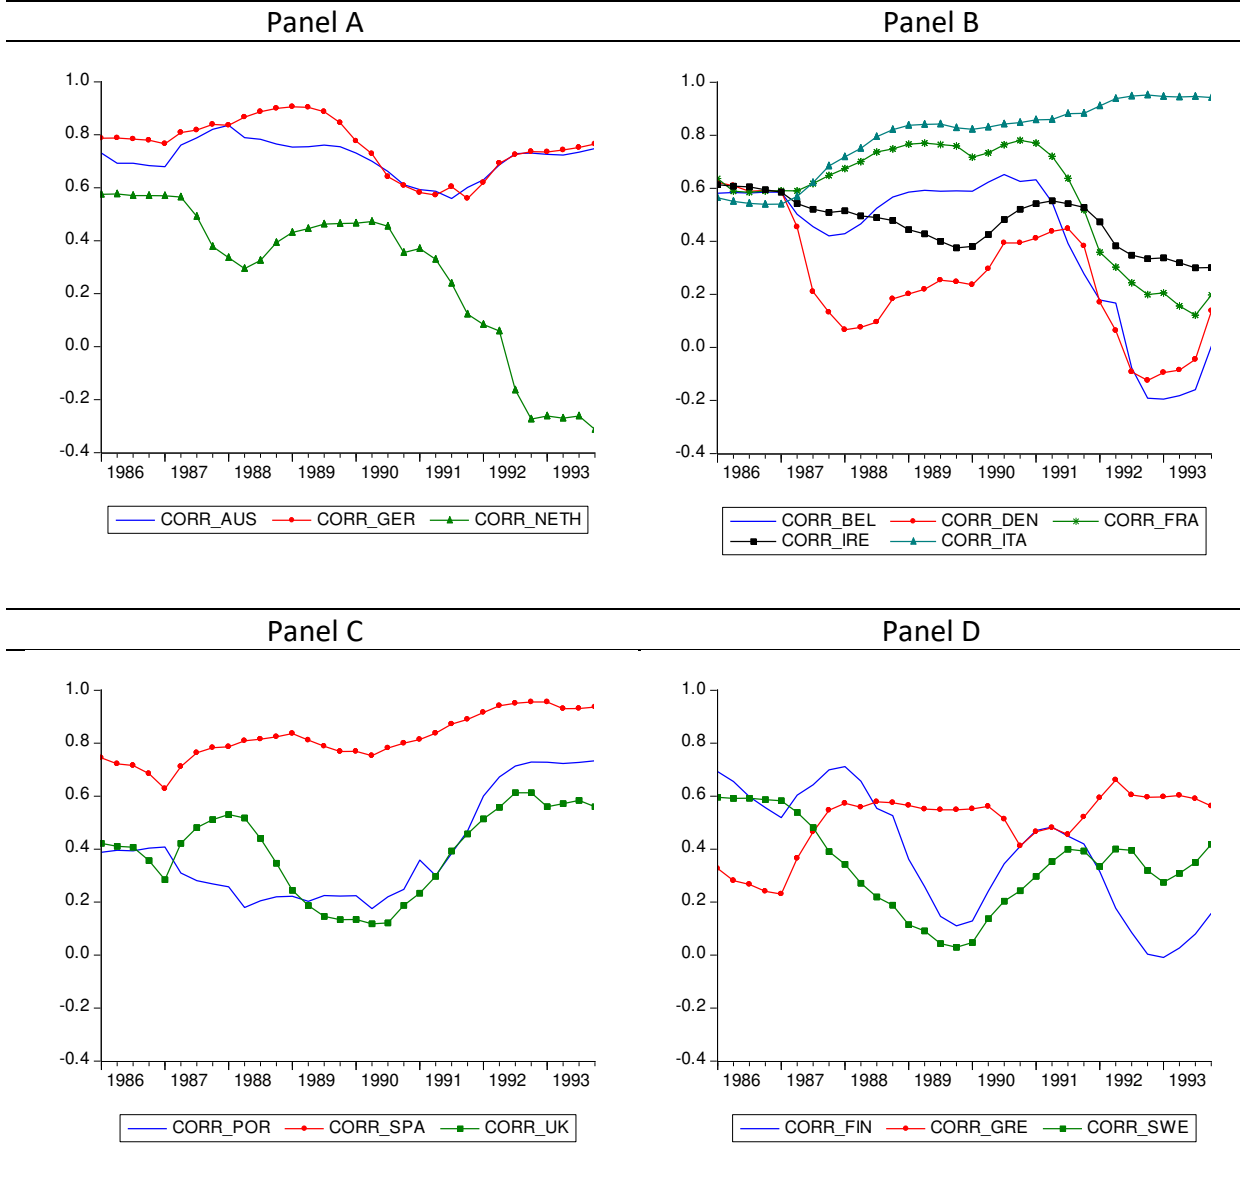 Panel A
Panel B
1.0
0.8
0.6
0.4
0.2
0.0
-0.2
-0.4
1986 1987 1988 1989 1990 1991 1992 1993
CORR_AUS CORR_GER CORR_NETH
1.0
0.8
0.6
0.4
0.2
0.0
-0.2
-0.4
1986 1987 1988 1989 1990 1991 1992 1993
CORR_BEL CORR_DEN CORR_FRA
CORR_IRE CORR_ITA
Panel C
Panel D
1.0
0.8
0.6
0.4
0.2
0.0
-0.2
-0.4
1986 1987 1988 1989 1990 1991 1992 1993
CORR_POR CORR_SPA CORR_UK
1.0
0.8
0.6
0.4
0.2
0.0
-0.2
-0.4
1986 1987 1988 1989 1990 1991 1992 1993
CORR_FIN CORR_GRE CORR_SWE